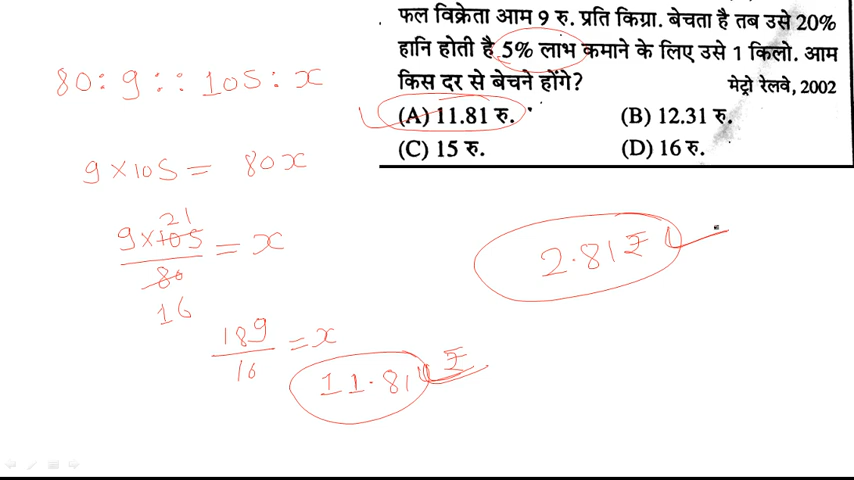 फल विक्रेता आम 9 रु. प्रति किग्रा. बेचता है तब उसे 20%
हानि होती है 5% लाभ कमाने के लिए उसे 1 किलो. आम
किस दर से बेचने होंगे? मेट्रो रेलवे, 2002
(A) 11.81 रु. (B) 12.31 रु.
(C) 15 रु. (D) 16 रु.
80 : 9 : : 105 : x
9 × 105 = 80x
21
9 × 105 = x
80
16
189 = x
16
11.81 ₹
2.81 ₹